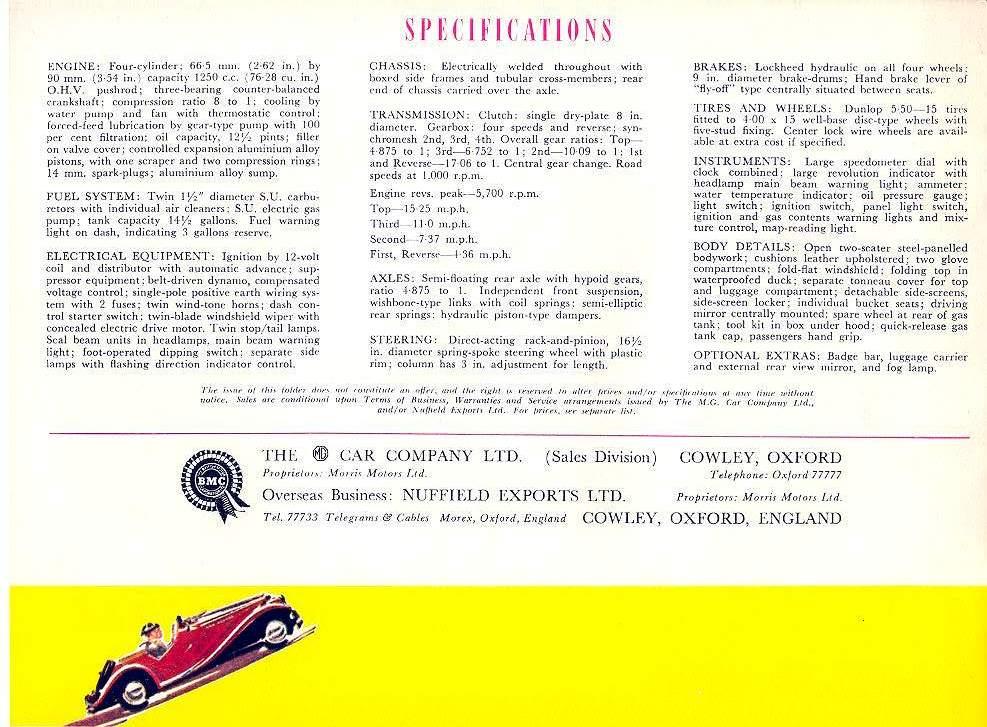 SPECIFICATIONS
ENGINE: Four-cylinder; 66·5 mm. (2·62 in.) by
90 mm. (3·54 in.) capacity 1250 c.c. (76·28 cu. in.)
O.H.V. pushrod; three-bearing counter-balanced
crankshaft; compression ratio 8 to 1; cooling by
water pump and fan with thermostatic control;
forced-feed lubrication by gear-type pump with 100
per cent filtration; oil capacity, 12½ pints; filler
on valve cover; controlled expansion aluminium alloy
pistons, with one scraper and two compression rings;
14 mm. spark-plugs; aluminium alloy sump.
FUEL SYSTEM: Twin 1½" diameter S.U. carbu-
retors with individual air cleaners; S.U. electric gas
pump; tank capacity 14½ gallons. Fuel warning
light on dash, indicating 3 gallons reserve.
ELECTRICAL EQUIPMENT: Ignition by 12-volt
coil and distributor with automatic advance; sup-
pressor equipment; belt-driven dynamo, compensated
voltage control; single-pole positive earth wiring sys-
tem with 2 fuses; twin wind-tone horns; dash con-
trol starter switch; twin-blade windshield wiper with
concealed electric drive motor. Twin stop/tail lamps.
Seal beam units in headlamps, main beam warning
light; foot-operated dipping switch; separate side
lamps with flashing direction indicator control.
CHASSIS: Electrically welded throughout with
boxed side frames and tubular cross-members; rear
end of chassis carried over the axle.
TRANSMISSION: Clutch: single dry-plate 8 in.
diameter. Gearbox: four speeds and reverse; syn-
chromesh 2nd, 3rd, 4th. Overall gear ratios: Top—
4·875 to 1; 3rd—6·752 to 1; 2nd—10·09 to 1; 1st
and Reverse—17·06 to 1. Central gear change. Road
speeds at 1,000 r.p.m.
Engine revs. peak—5,700 r.p.m.
Top—15·25 m.p.h.
Third—11·0 m.p.h.
Second—7·37 m.p.h.
First, Reverse—4·36 m.p.h.
AXLES: Semi-floating rear axle with hypoid gears,
ratio 4·875 to 1. Independent front suspension,
wishbone-type links with coil springs; semi-elliptic
rear springs: hydraulic piston-type dampers.
STEERING: Direct-acting rack-and-pinion, 16½
in. diameter spring-spoke steering wheel with plastic
rim; column has 3 in. adjustment for length.
BRAKES: Lockheed hydraulic on all four wheels;
9 in. diameter brake-drums; Hand brake lever of
"fly-off" type centrally situated between seats.
TIRES AND WHEELS: Dunlop 5·50—15 tires
fitted to 4·00 x 15 well-base disc-type wheels with
five-stud fixing. Center lock wire wheels are avail-
able at extra cost if specified.
INSTRUMENTS: Large speedometer dial with
clock combined; large revolution indicator with
headlamp main beam warning light; ammeter;
water temperature indicator; oil pressure gauge;
light switch; ignition switch, panel light switch,
ignition and gas contents warning lights and mix-
ture control, map-reading light.
BODY DETAILS: Open two-seater steel-panelled
bodywork; cushions leather upholstered; two glove
compartments; fold-flat windshield; folding top in
waterproofed duck; separate tonneau cover for top
and luggage compartment; detachable side-screens,
side-screen locker; individual bucket seats; driving
mirror centrally mounted; spare wheel at rear of gas
tank; tool kit in box under hood; quick-release gas
tank cap, passengers hand grip.
OPTIONAL EXTRAS: Badge bar, luggage carrier
and external rear view mirror, and fog lamp.
The issue of this folder does not constitute an offer, and the right is reserved to alter prices and/or specifications at any time without
notice. Sales are conditional upon Terms of Business, Warranties and Service arrangements issued by The M.G. Car Company Ltd.,
and/or Nuffield Exports Ltd. For prices, see separate list.
BMC
THE MG CAR COMPANY LTD. (Sales Division) COWLEY, OXFORD
Proprietors: Morris Motors Ltd. Telephone: Oxford 77777
Overseas Business: NUFFIELD EXPORTS LTD. Proprietors: Morris Motors Ltd.
Tel. 77733 Telegrams & Cables Morex, Oxford, England COWLEY, OXFORD, ENGLAND